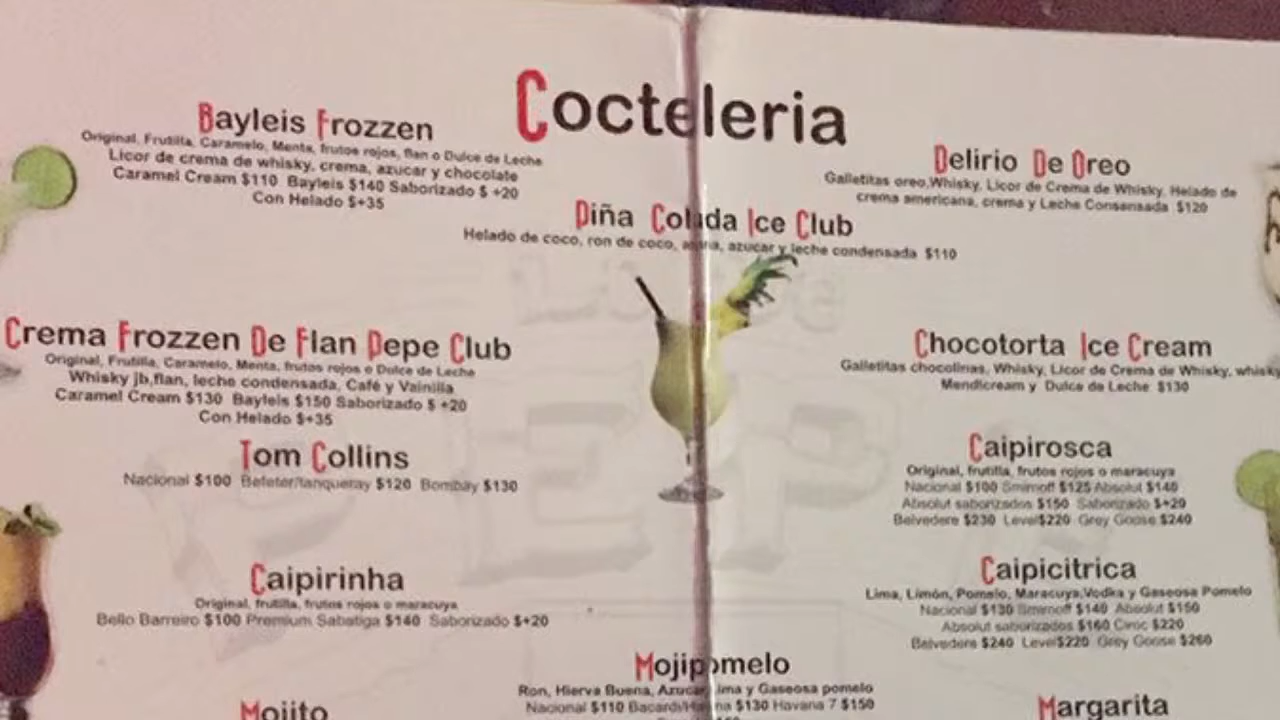 Cocteleria
Bayleis Frozzen
Original, Frutilla, Caramelo, Menta, frutos rojos, flan o Dulce de Leche
Licor de crema de whisky, crema, azucar y chocolate
Caramel Cream $110 Bayleis $140 Saborizado $ +20
Con Helado $+35
Delirio De Oreo
Galletitas oreo,Whisky, Licor de Crema de Whisky, Helado de
crema americana, crema y Leche Consensada $120
Piña Colada Ice Club
Helado de coco, ron de coco, azucar y leche condensada $110
Crema Frozzen De Flan Pepe Club
Original, Frutilla, Caramelo, Menta, frutos rojos o Dulce de Leche
Whisky jb,flan, leche condensada, Café y Vainilla
Caramel Cream $130 Bayleis $150 Saborizado $ +20
Con Helado $+35
Chocotorta Ice Cream
Galletitas chocolinas, Whisky, Licor de Crema de Whisky, whisky
Mendicream y Dulce de Leche $130
Tom Collins
Nacional $100 Befeter/tanqueray $120 Bombay $130
Caipirosca
Original, frutilla, frutos rojos o maracuya
Nacional $100 Smirnoff $125 Absolut $140
Absolut saborizados $150 Saborizado $+20
Belvedere $230 Level$220 Grey Goose $240
Caipirinha
Original, frutilla, frutos rojos o maracuya
Bello Barreiro $100 Premium Sabatiga $140 Saborizado $+20
Caipicitrica
Lima, Limón, Pomelo, Maracuya,Vodka y Gaseosa Pomelo
Nacional $130 Smirnoff $140 Absolut $150
Absolut saborizados $160 Ciroc $220
Belvedere $240 Level$220 Grey Goose $260
Mojipomelo
Ron, Hierva Buena, Azucar, lima y Gaseosa pomelo
Nacional $110 Bacardi/Havana $130 Havana 7 $150
Mojito
Margarita